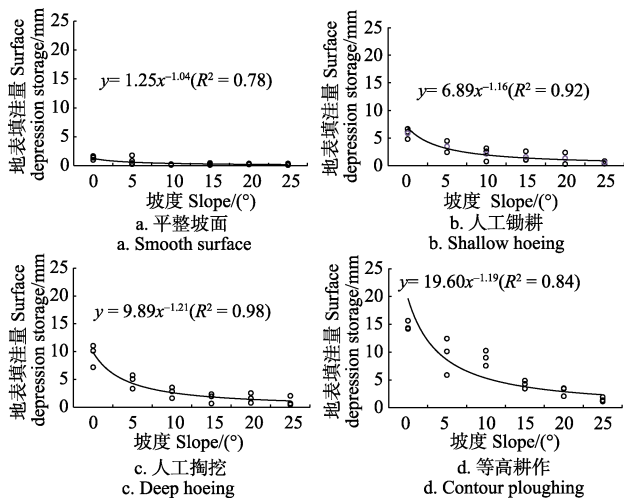 地表填洼量 Surface
depression storage/mm
25
20
15
10
5
0
y= 1.25x^−1.04(R² = 0.78)
0 5 10 15 20 25
坡度 Slope/(°)
a. 平整坡面
a. Smooth surface
地表填洼量 Surface
depression storage/mm
25
20
15
10
5
0
y= 6.89x^−1.16(R² = 0.92)
0 5 10 15 20 25
坡度 Slope/(°)
b. 人工锄耕
b. Shallow hoeing
地表填洼量 Surface
depression storage/mm
25
20
15
10
5
0
y = 9.89x^−1.21(R² = 0.98)
0 5 10 15 20 25
坡度 Slope/(°)
c. 人工掏挖
c. Deep hoeing
地表填洼量 Surface
depression storage/mm
25
20
15
10
5
0
y= 19.60x^−1.19(R² = 0.84)
0 5 10 15 20 25
坡度 Slope/(°)
d. 等高耕作
d. Contour ploughing